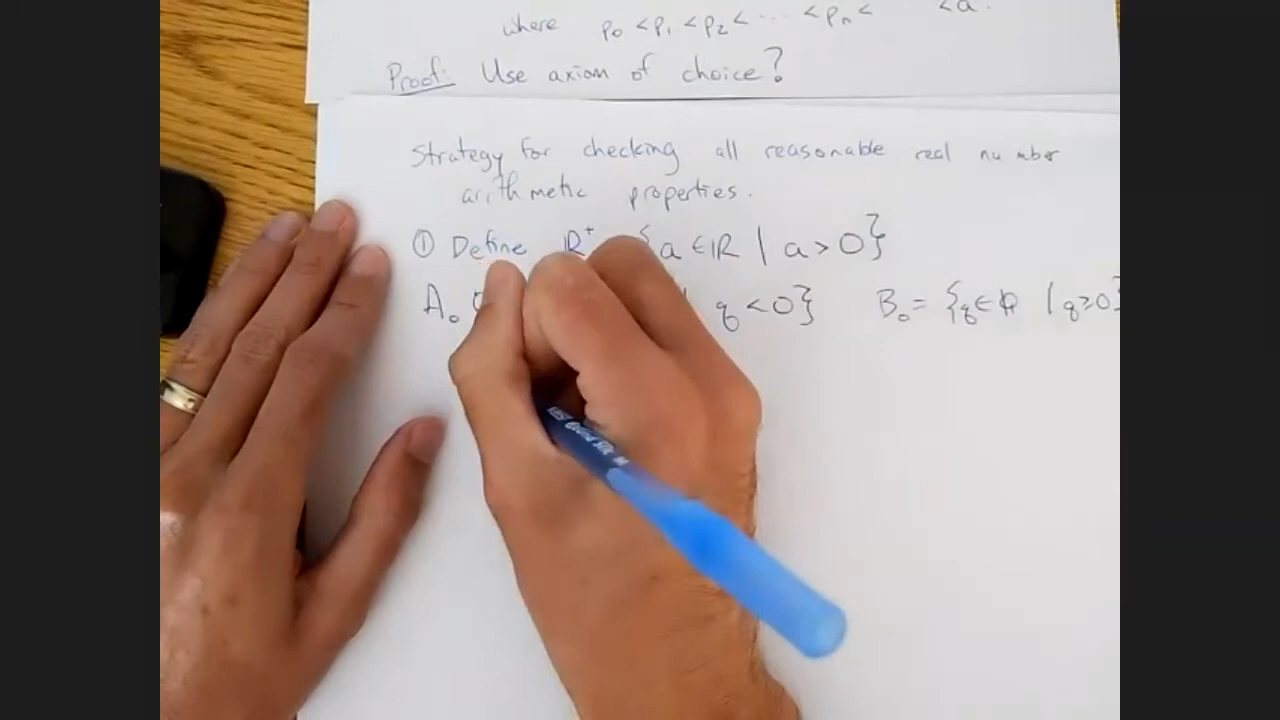 where p₀ < p₁ < p₂ < ... < pₙ < < a.
Proof: Use axiom of choice?
Strategy for checking all reasonable real number
arithmetic properties.
① Define ℝ⁺ {a ∈ ℝ | a > 0}
A₀ | q < 0} B₀ = {q ∈ ℚ | q ≥ 0}